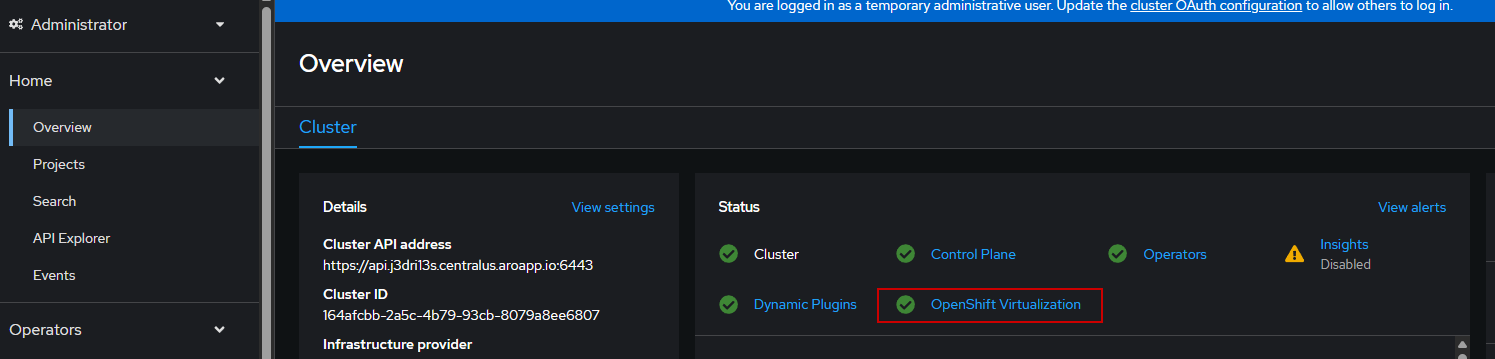 You are logged in as a temporary administrative user. Update the cluster OAuth configuration to allow others to log in.
Administrator
Home
Overview
Projects
Search
API Explorer
Events
Operators
Overview
Cluster
Details
View settings
Cluster API address
https://api.j3dri13s.centralus.aroapp.io:6443
Cluster ID
164afcbb-2a5c-4b79-93cb-8079a8ee6807
Infrastructure provider
Status
View alerts
Cluster
Control Plane
Operators
Insights
Disabled
Dynamic Plugins
OpenShift Virtualization